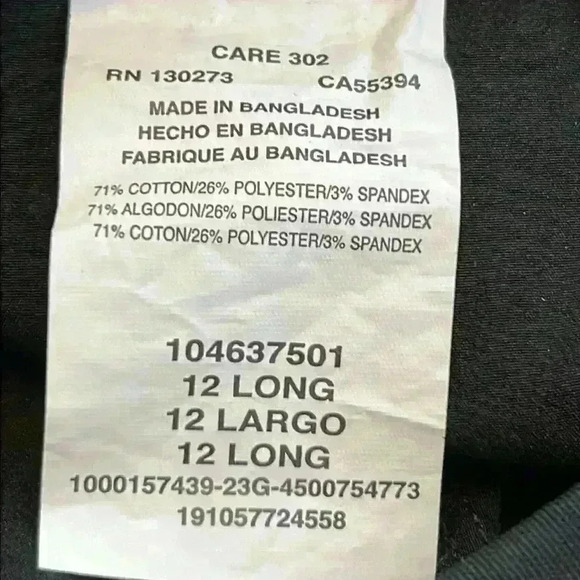 CARE 302
RN 130273 CA55394
MADE IN BANGLADESH
HECHO EN BANGLADESH
FABRIQUE AU BANGLADESH
71% COTTON/26% POLYESTER/3% SPANDEX
71% ALGODON/26% POLIESTER/3% SPANDEX
71% COTON/26% POLYESTER/3% SPANDEX
104637501
12 LONG
12 LARGO
12 LONG
1000157439-23G-4500754773
191057724558